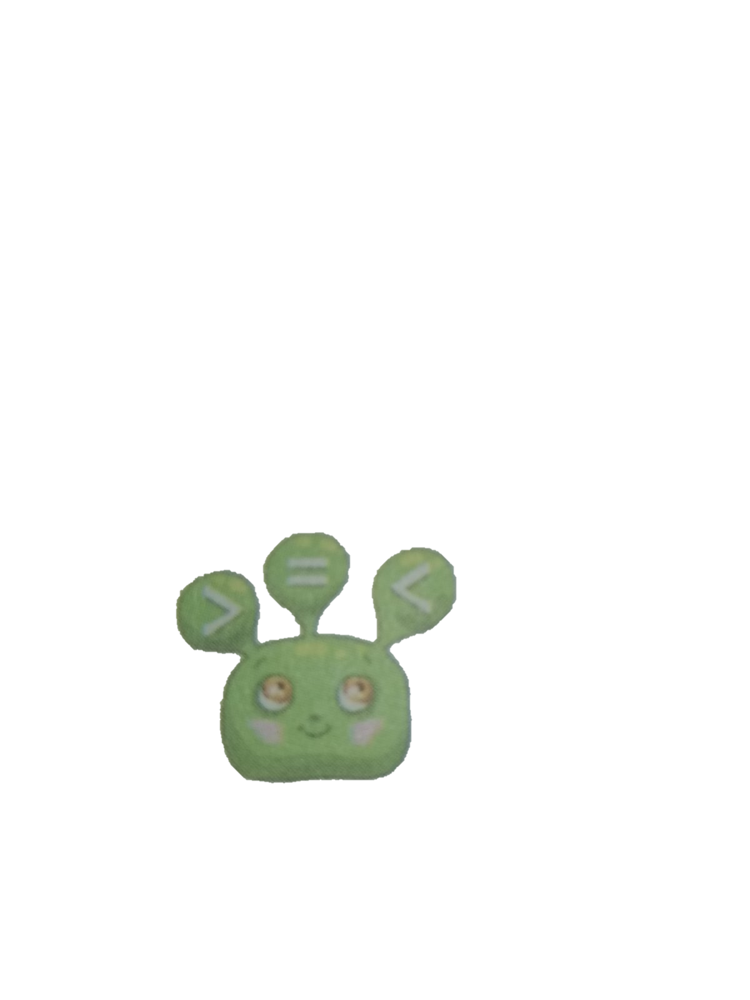 > = <